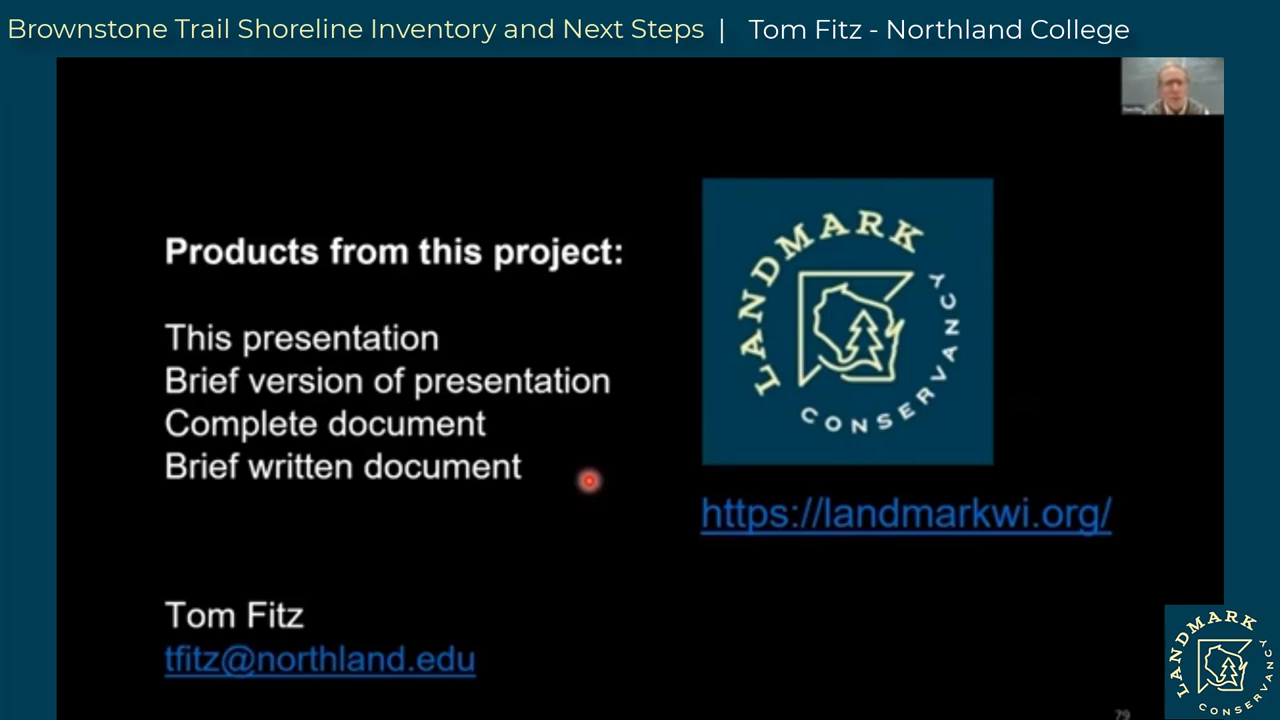 Brownstone Trail Shoreline Inventory and Next Steps | Tom Fitz - Northland College
Products from this project:
This presentation
Brief version of presentation
Complete document
Brief written document
LANDMARK
CONSERVANCY
https://landmarkwi.org/
Tom Fitz
tfitz@northland.edu
79
LANDMARK
CONSERVANCY